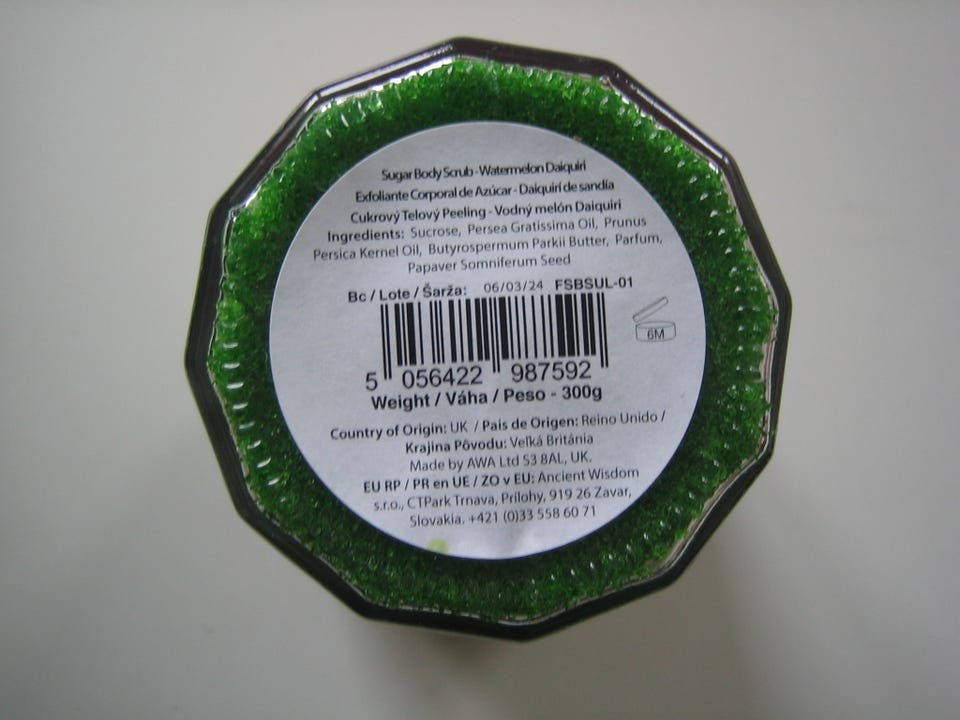 Sugar Body Scrub - Watermelon Daiquiri
Exfoliante Corporal de Azúcar - Daiquirí de sandía
Cukrový Telový Peeling - Vodný melón Daiquiri
Ingredients: Sucrose, Persea Gratissima Oil, Prunus
Persica Kernel Oil, Butyrospermum Parkii Butter, Parfum,
Papaver Somniferum Seed
Bc / Lote / Šarža: 06/03/24 FSBSUL-01
6M
5 056422 987592
Weight / Váha / Peso - 300g
Country of Origin: UK / Pais de Origen: Reino Unido /
Krajina Pôvodu: Veľká Británia
Made by AWA Ltd S3 8AL, UK.
EU RP / PR en UE / ZO v EU: Ancient Wisdom
s.r.o., CTPark Trnava, Prílohy, 919 26 Zavar,
Slovakia. +421 (0)33 558 60 71